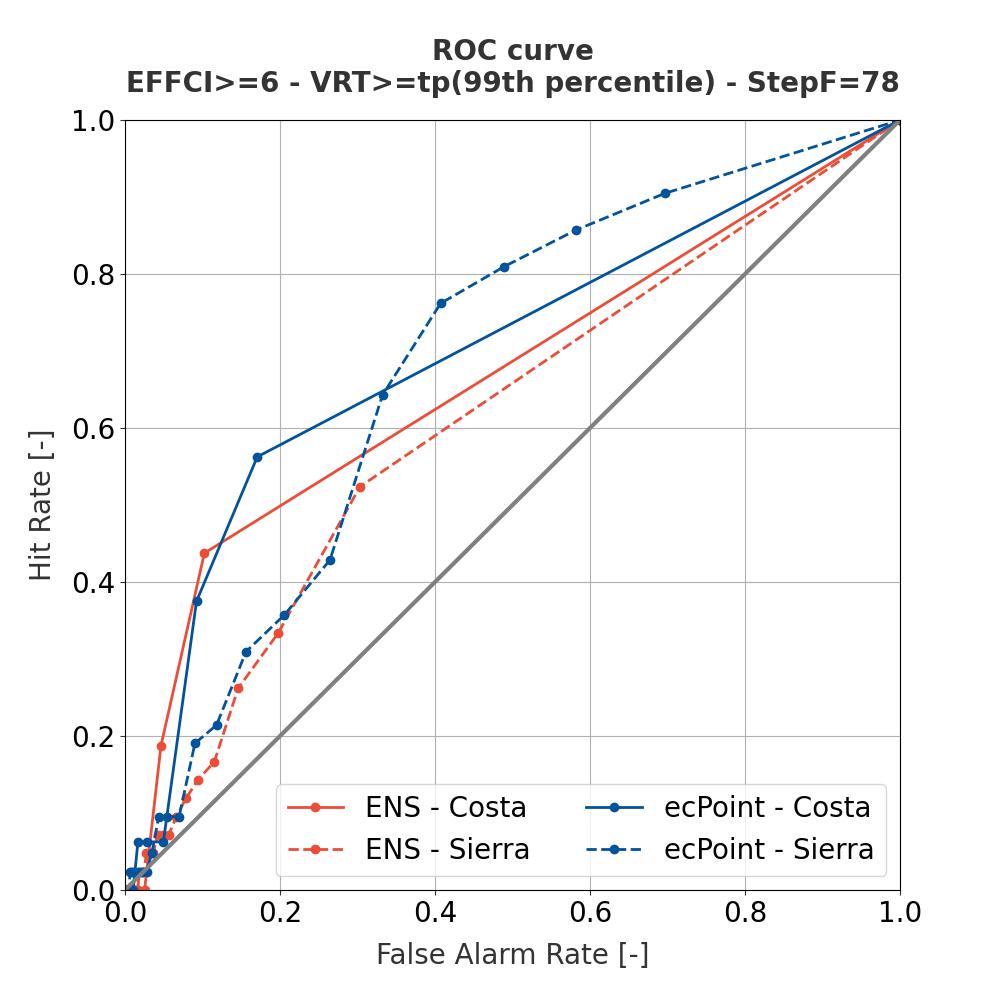 ROC curve
EFFCI>=6 - VRT>=tp(99th percentile) - StepF=78
1.0
0.8
0.6
0.4
0.2
0.0
Hit Rate [-]
ENS - Costa
ENS - Sierra
ecPoint - Costa
ecPoint - Sierra
0.0 0.2 0.4 0.6 0.8 1.0
False Alarm Rate [-]